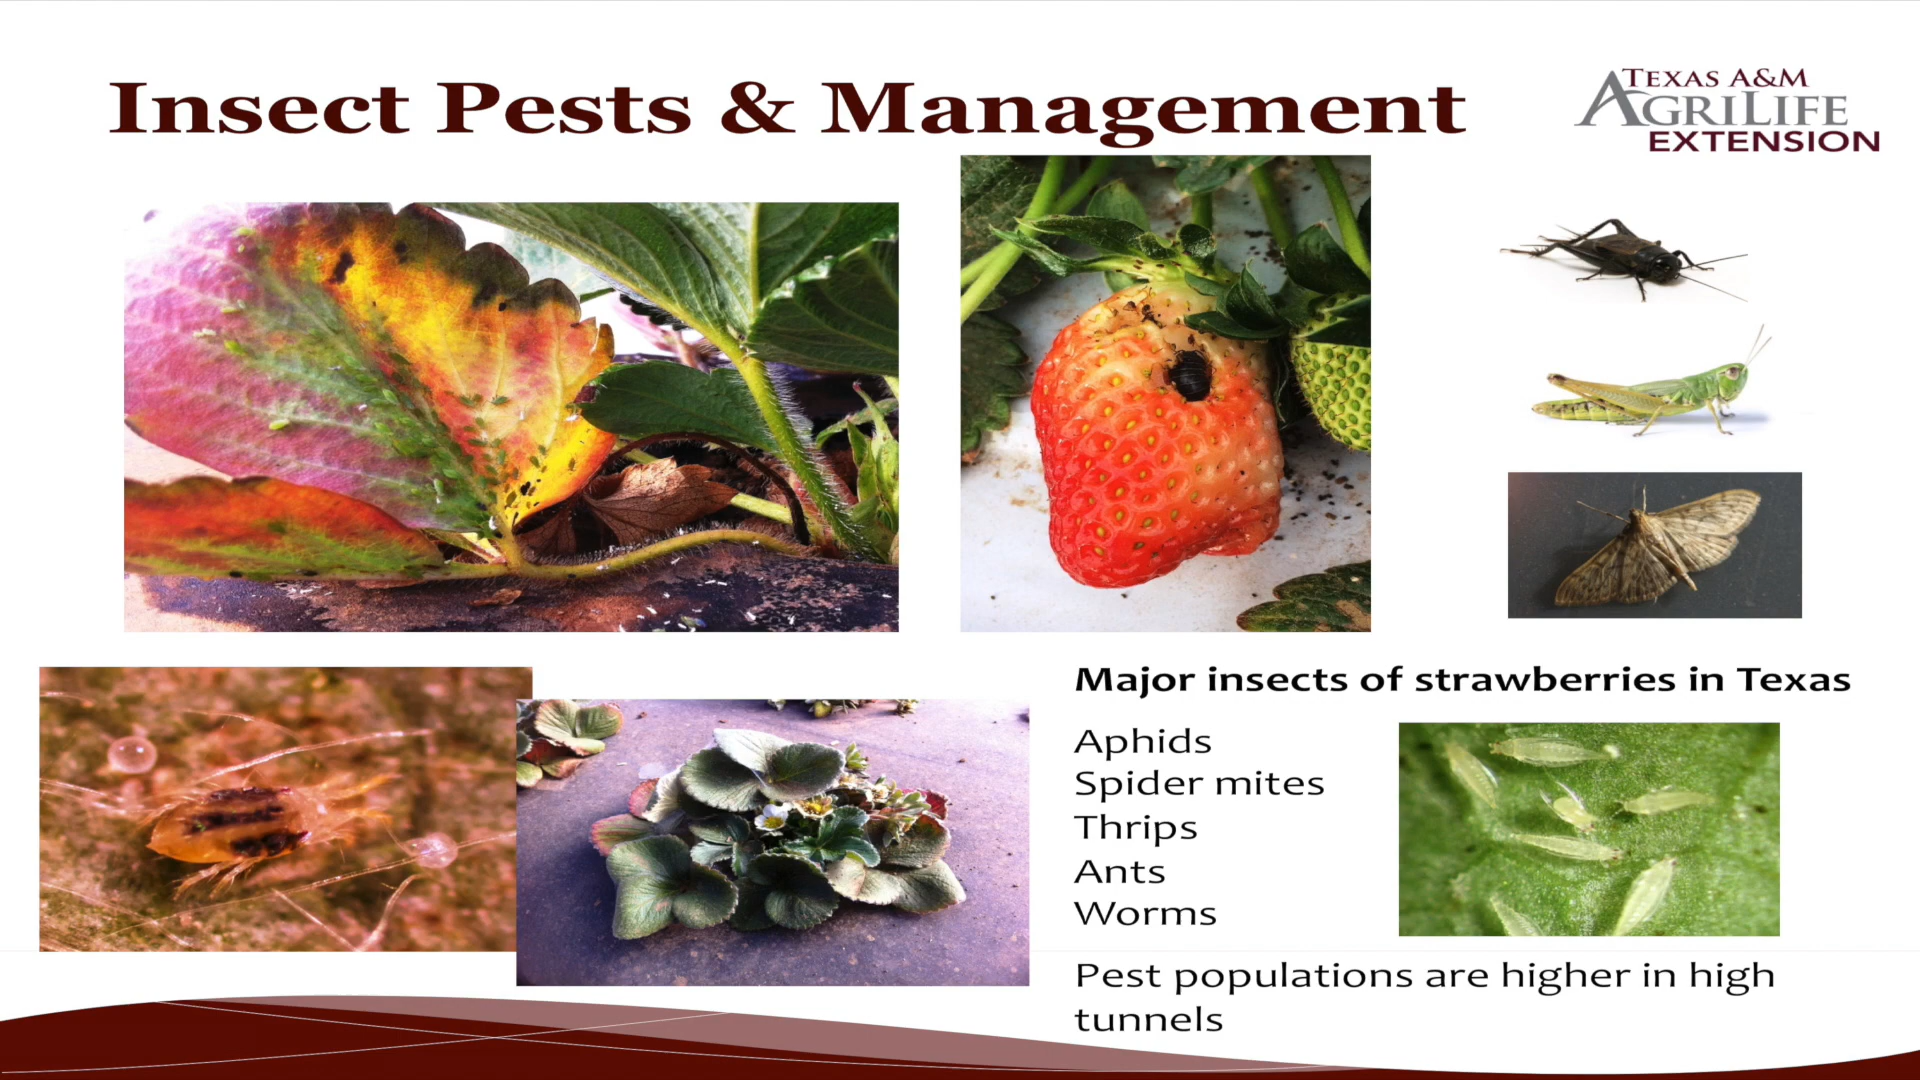 Insect Pests & Management
TEXAS A&M
AGRILIFE
EXTENSION
Major insects of strawberries in Texas
Aphids
Spider mites
Thrips
Ants
Worms
Pest populations are higher in high
tunnels